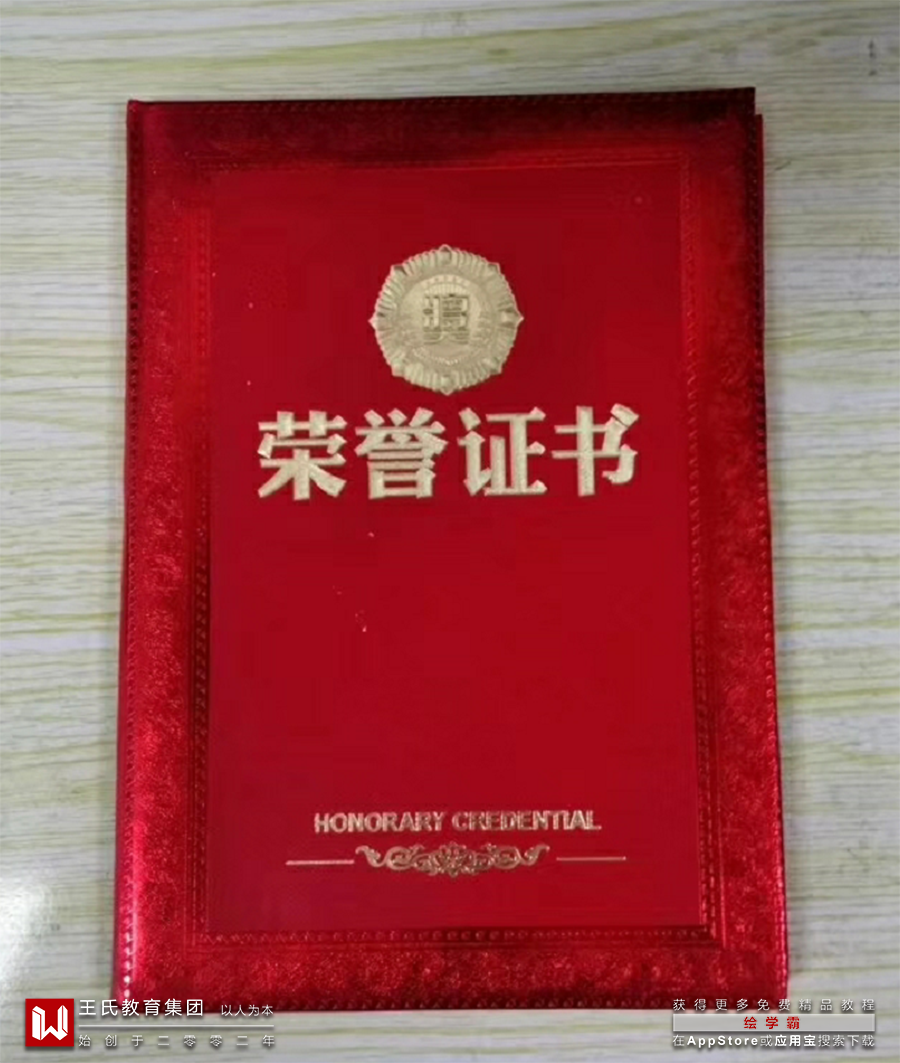 奖
荣誉证书
HONORARY CREDENTIAL
王氏教育集团 以人为本
始创于二零零二年
获得更多免费精品教程
绘学霸
在AppStore或应用宝搜索下载